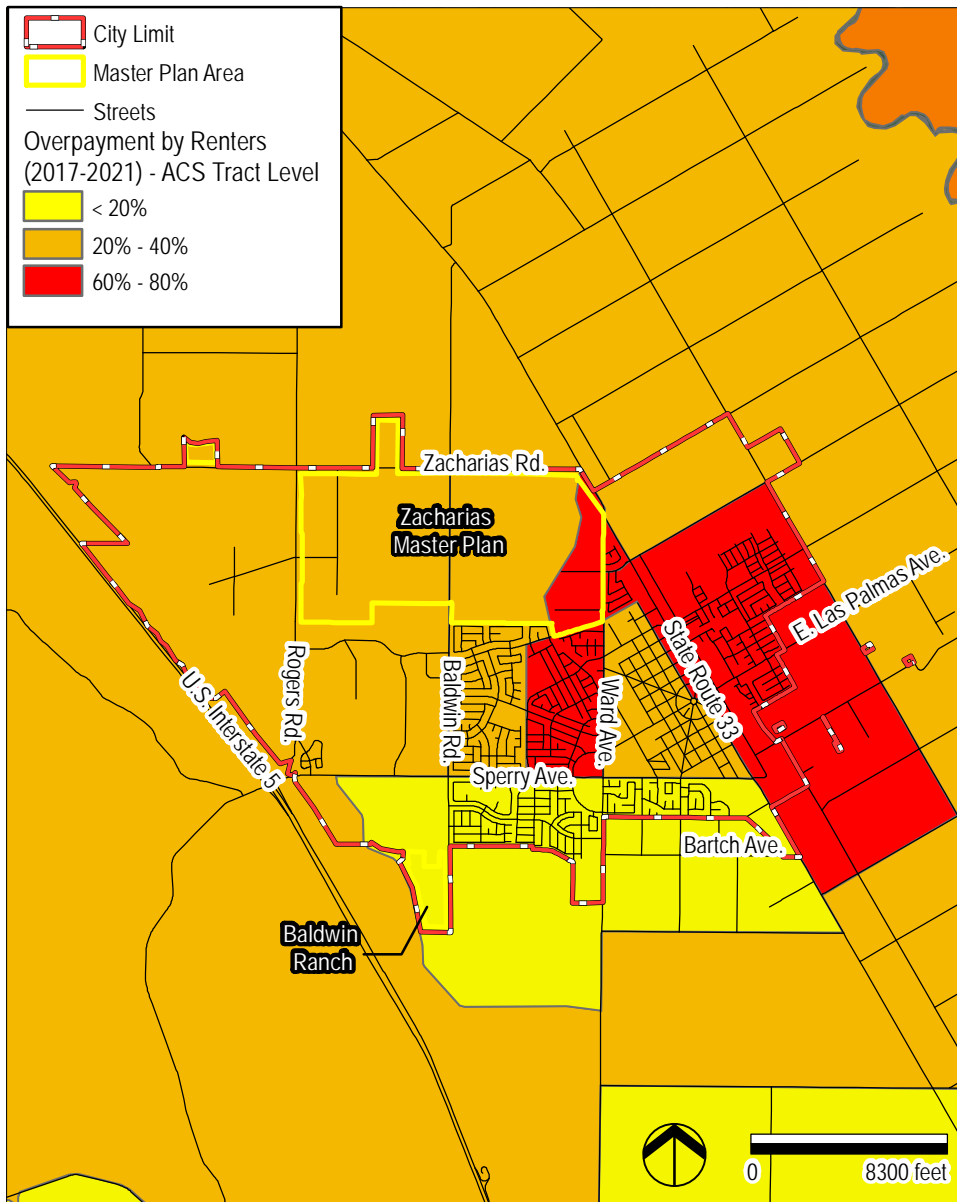 City Limit
Master Plan Area
Streets
Overpayment by Renters
(2017-2021) - ACS Tract Level
< 20%
20% - 40%
60% - 80%
Zacharias Rd.
Zacharias
Master Plan
E. Las Palmas Ave.
State Route 33
Rogers Rd.
Baldwin Rd.
Ward Ave.
U.S. Interstate 5
Sperry Ave.
Bartch Ave.
Baldwin
Ranch
0
8300 feet